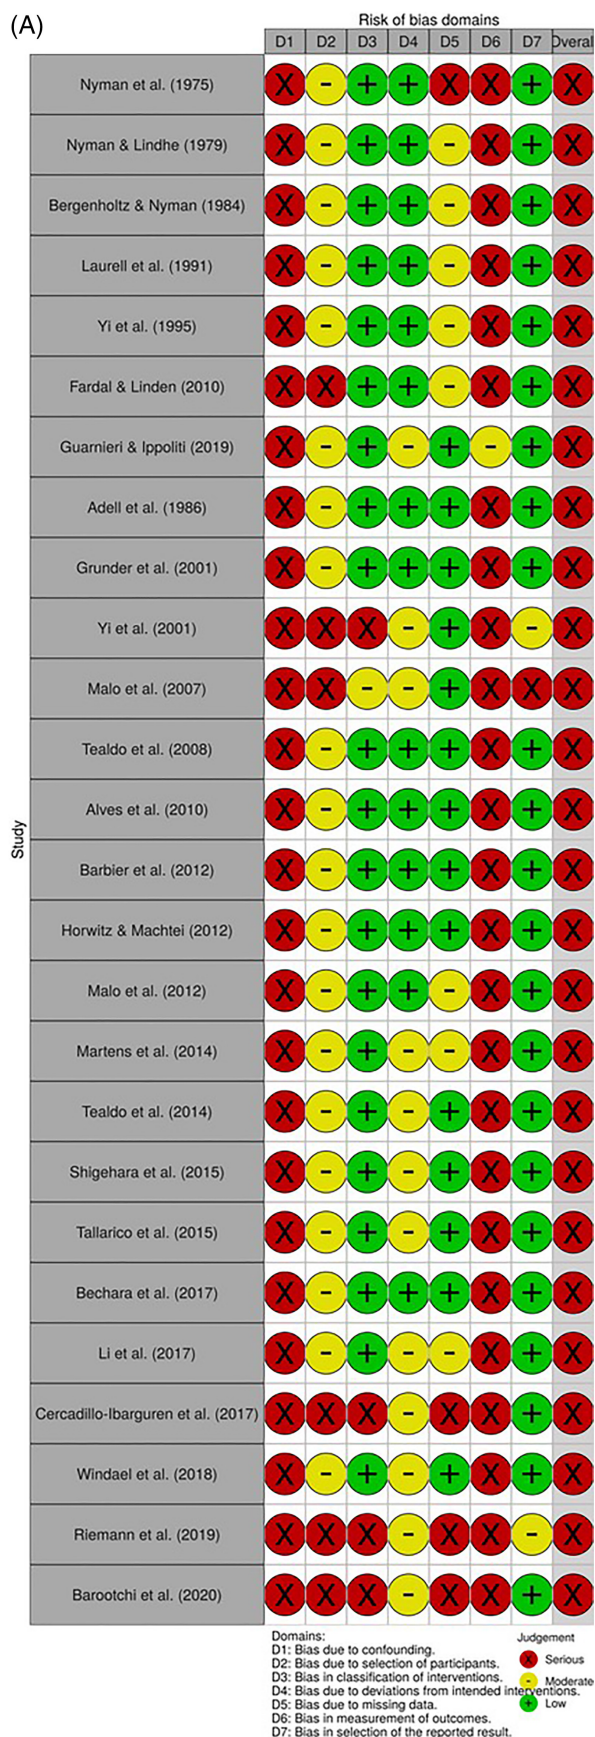 (A)
Risk of bias domains
D1 D2 D3 D4 D5 D6 D7 Overall
Study
Nyman et al. (1975) X - + + X X + X
Nyman & Lindhe (1979) X - + + - X + X
Bergenholtz & Nyman (1984) X - + + - X + X
Laurell et al. (1991) X - + + - X + X
Yi et al. (1995) X - + + - X + X
Fardal & Linden (2010) X X + + - X + X
Guarnieri & Ippoliti (2019) X - + - + - + X
Adell et al. (1986) X - + + + X + X
Grunder et al. (2001) X - + + + X + X
Yi et al. (2001) X X X - + X - X
Malo et al. (2007) X X - - + X X X
Tealdo et al. (2008) X - + + + X + X
Alves et al. (2010) X - + + + X + X
Barbier et al. (2012) X - + + + X + X
Horwitz & Machtei (2012) X - + + + X + X
Malo et al. (2012) X - + + - X + X
Martens et al. (2014) X - + - - X + X
Tealdo et al. (2014) X - + - + X + X
Shigehara et al. (2015) X - + - + X + X
Tallarico et al. (2015) X - + - + X + X
Bechara et al. (2017) X - + + + X + X
Li et al. (2017) X - + - - X + X
Cercadillo-Ibarguren et al. (2017) X X X - X X + X
Windael et al. (2018) X - + - + X + X
Riemann et al. (2019) X X X - X X - X
Barootchi et al. (2020) X X X - X X + X
Domains:
D1: Bias due to confounding.
D2: Bias due to selection of participants.
D3: Bias in classification of interventions.
D4: Bias due to deviations from intended interventions.
D5: Bias due to missing data.
D6: Bias in measurement of outcomes.
D7: Bias in selection of the reported result.
Judgement
X Serious
- Moderate
+ Low